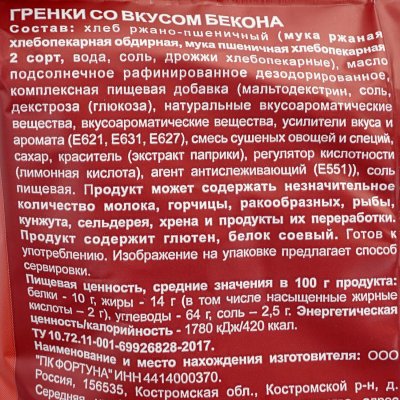 ГРЕНКИ СО ВКУСОМ БЕКОНА
Состав: хлеб ржано-пшеничный (мука ржаная
хлебопекарная обдирная, мука пшеничная хлебопекарная
2 сорт, вода, соль, дрожжи хлебопекарные), масло
подсолнечное рафинированное дезодорированное,
комплексная пищевая добавка (мальтодекстрин, соль,
декстроза (глюкоза), натуральные вкусоароматические
вещества, вкусоароматические вещества, усилители вкуса и
аромата (Е621, Е631, Е627), смесь сушеных овощей и специй,
сахар, краситель (экстракт паприки), регулятор кислотности
(лимонная кислота), агент антислеживающий (Е551)), соль
пищевая. Продукт может содержать незначительное
количество молока, горчицы, ракообразных, рыбы,
кунжута, сельдерея, хрена и продукты их переработки.
Продукт содержит глютен, белок соевый. Готов к
употреблению. Изображение на упаковке предлагает способ
сервировки.
Пищевая ценность, средние значения в 100 г продукта:
белки - 10 г, жиры - 14 г (в том числе насыщенные жирные
кислоты – 2 г), углеводы - 64 г, соль – 2,5 г. Энергетическая
ценность/калорийность - 1780 кДж/420 ккал.
ТУ 10.72.11-001-69926828-2017.
Наименование и место нахождения изготовителя: ООО
"ПК ФОРТУНА" ИНН 4414000370.
Россия, 156535, Костромская обл., Костромской р-н, д.
Середняя,